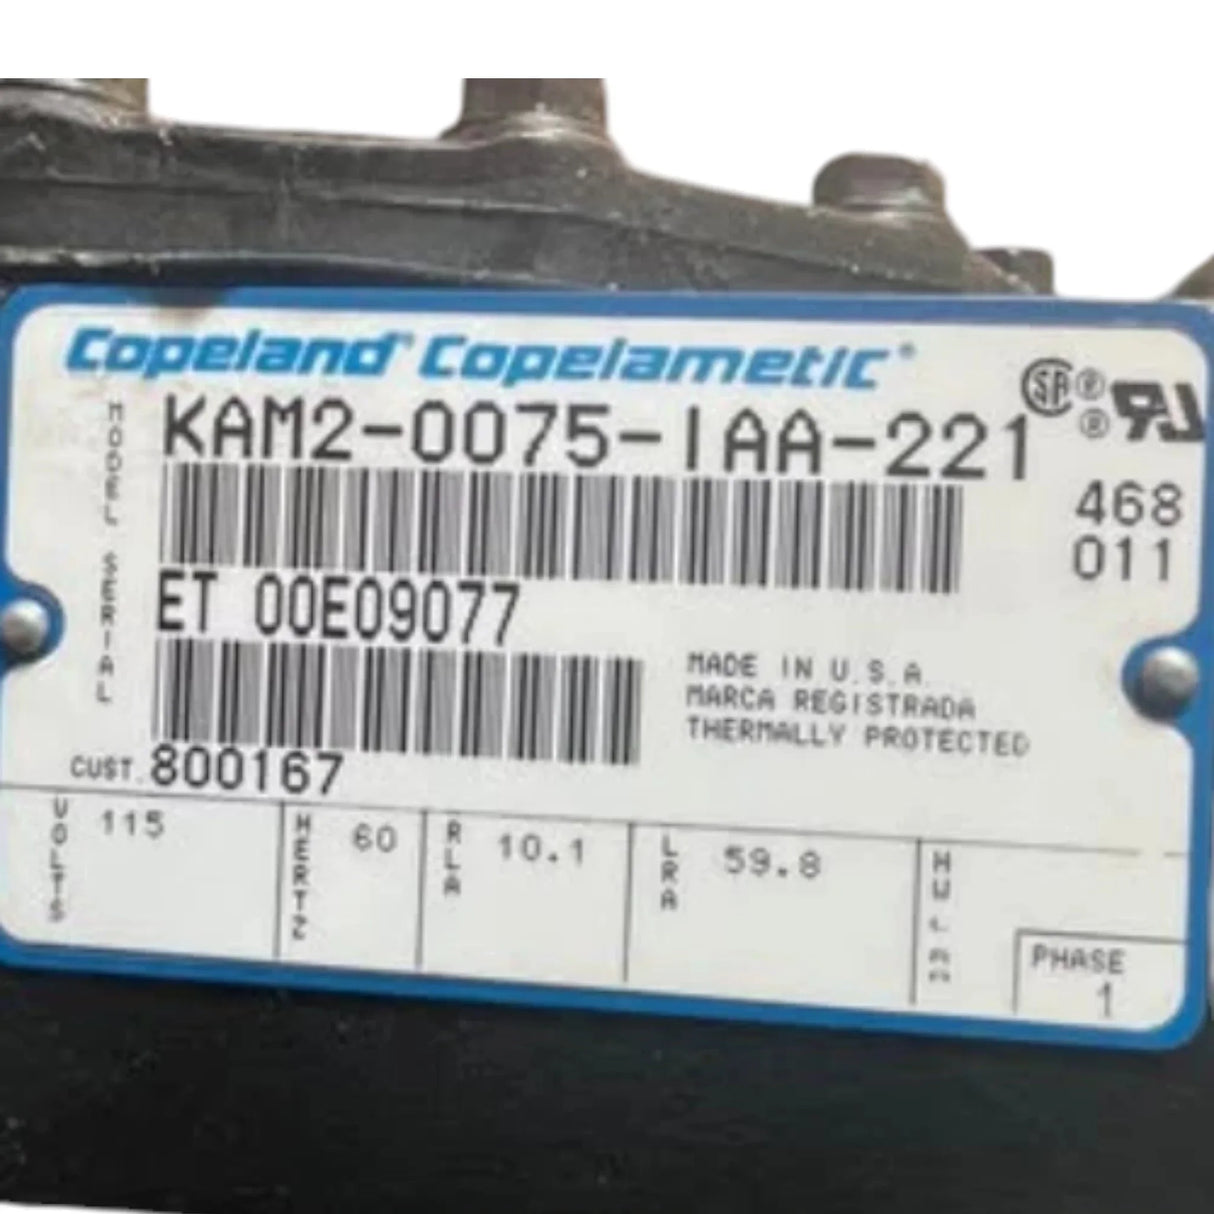 Copeland® Copelametic®
MODEL
KAM2-0075-IAA-221
SA ® ®
468
011
SERIAL
ET 00E09077
MADE IN U.S.A.
MARCA REGISTRADA
THERMALLY PROTECTED
CUST. 800167
VOLTS 115 HERTZ 60 RLA 10.1 LRA 59.8
PHASE
1